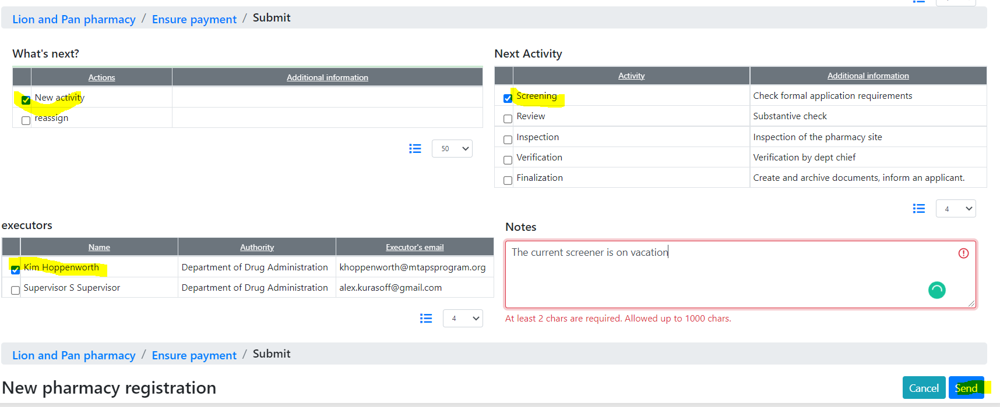 Lion and Pan pharmacy / Ensure payment / Submit
What's next?
Actions Additional information
New activity
reassign
50
Next Activity
Activity Additional information
Screening Check formal application requirements
Review Substantive check
Inspection Inspection of the pharmacy site
Verification Verification by dept chief
Finalization Create and archive documents, inform an applicant.
4
executors
Name Authority Executor's email
Kim Hoppenworth Department of Drug Administration khoppenworth@mtapsprogram.org
Supervisor S Supervisor Department of Drug Administration alex.kurasoff@gmail.com
4
Notes
The current screener is on vacation
At least 2 chars are required. Allowed up to 1000 chars.
Lion and Pan pharmacy / Ensure payment / Submit
New pharmacy registration
Cancel Send